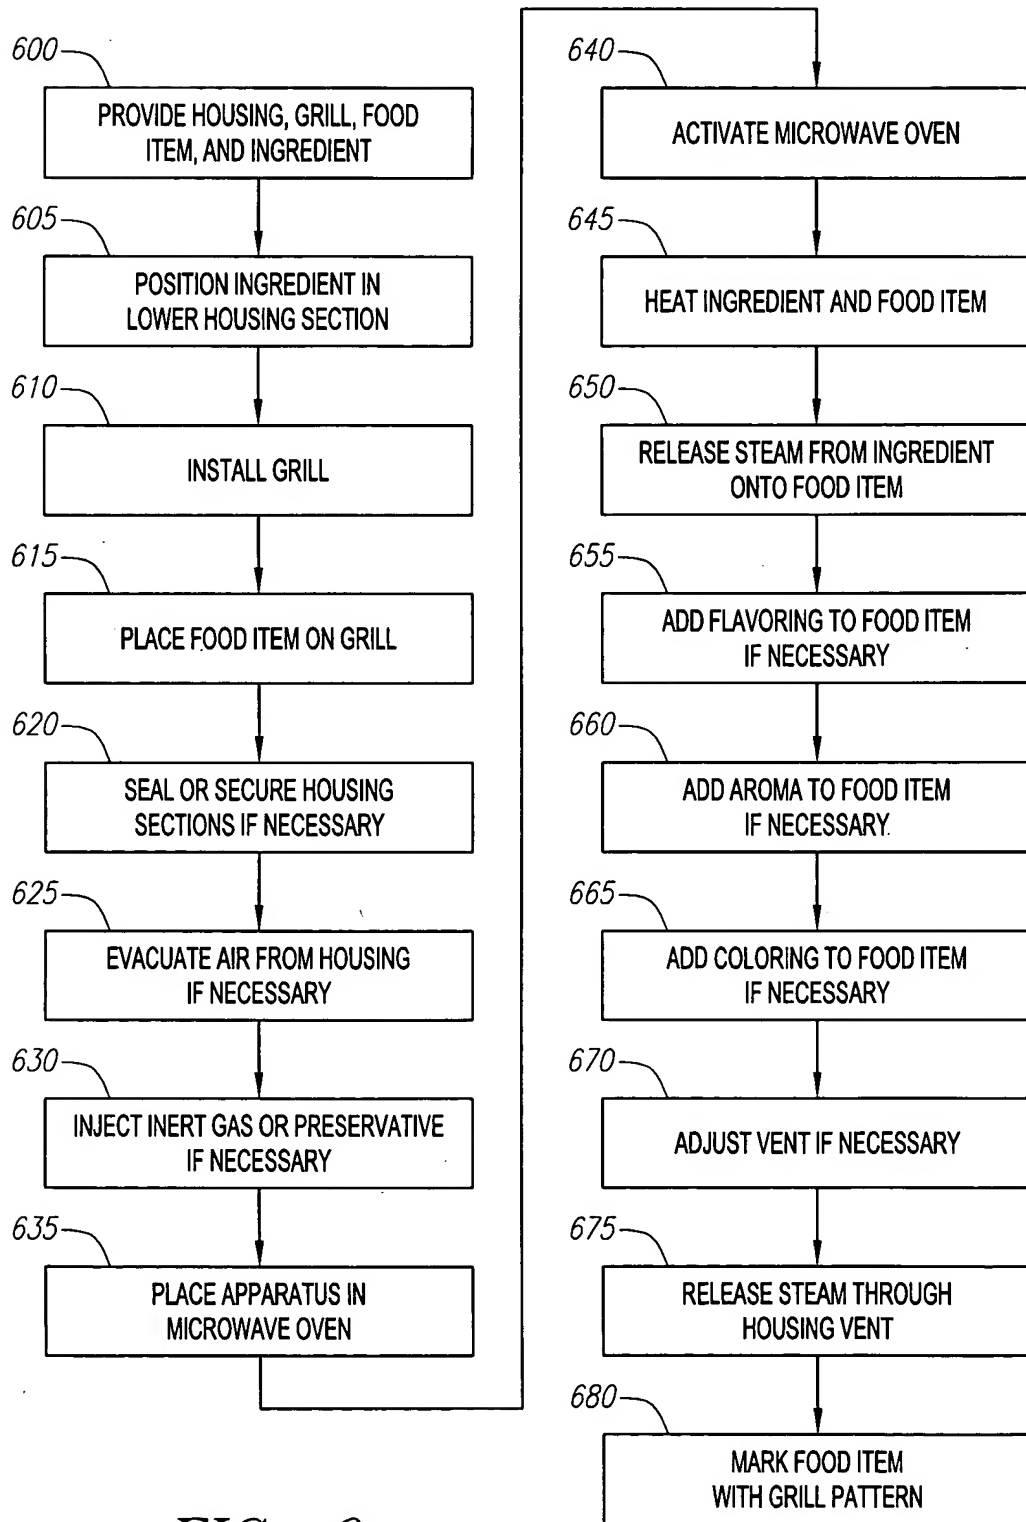 600
PROVIDE HOUSING, GRILL, FOOD
ITEM, AND INGREDIENT
605
POSITION INGREDIENT IN
LOWER HOUSING SECTION
610
INSTALL GRILL
615
PLACE FOOD ITEM ON GRILL
620
SEAL OR SECURE HOUSING
SECTIONS IF NECESSARY
625
EVACUATE AIR FROM HOUSING
IF NECESSARY
630
INJECT INERT GAS OR PRESERVATIVE
IF NECESSARY
635
PLACE APPARATUS IN
MICROWAVE OVEN
640
ACTIVATE MICROWAVE OVEN
645
HEAT INGREDIENT AND FOOD ITEM
650
RELEASE STEAM FROM INGREDIENT
ONTO FOOD ITEM
655
ADD FLAVORING TO FOOD ITEM
IF NECESSARY
660
ADD AROMA TO FOOD ITEM
IF NECESSARY
665
ADD COLORING TO FOOD ITEM
IF NECESSARY
670
ADJUST VENT IF NECESSARY
675
RELEASE STEAM THROUGH
HOUSING VENT
680
MARK FOOD ITEM
WITH GRILL PATTERN